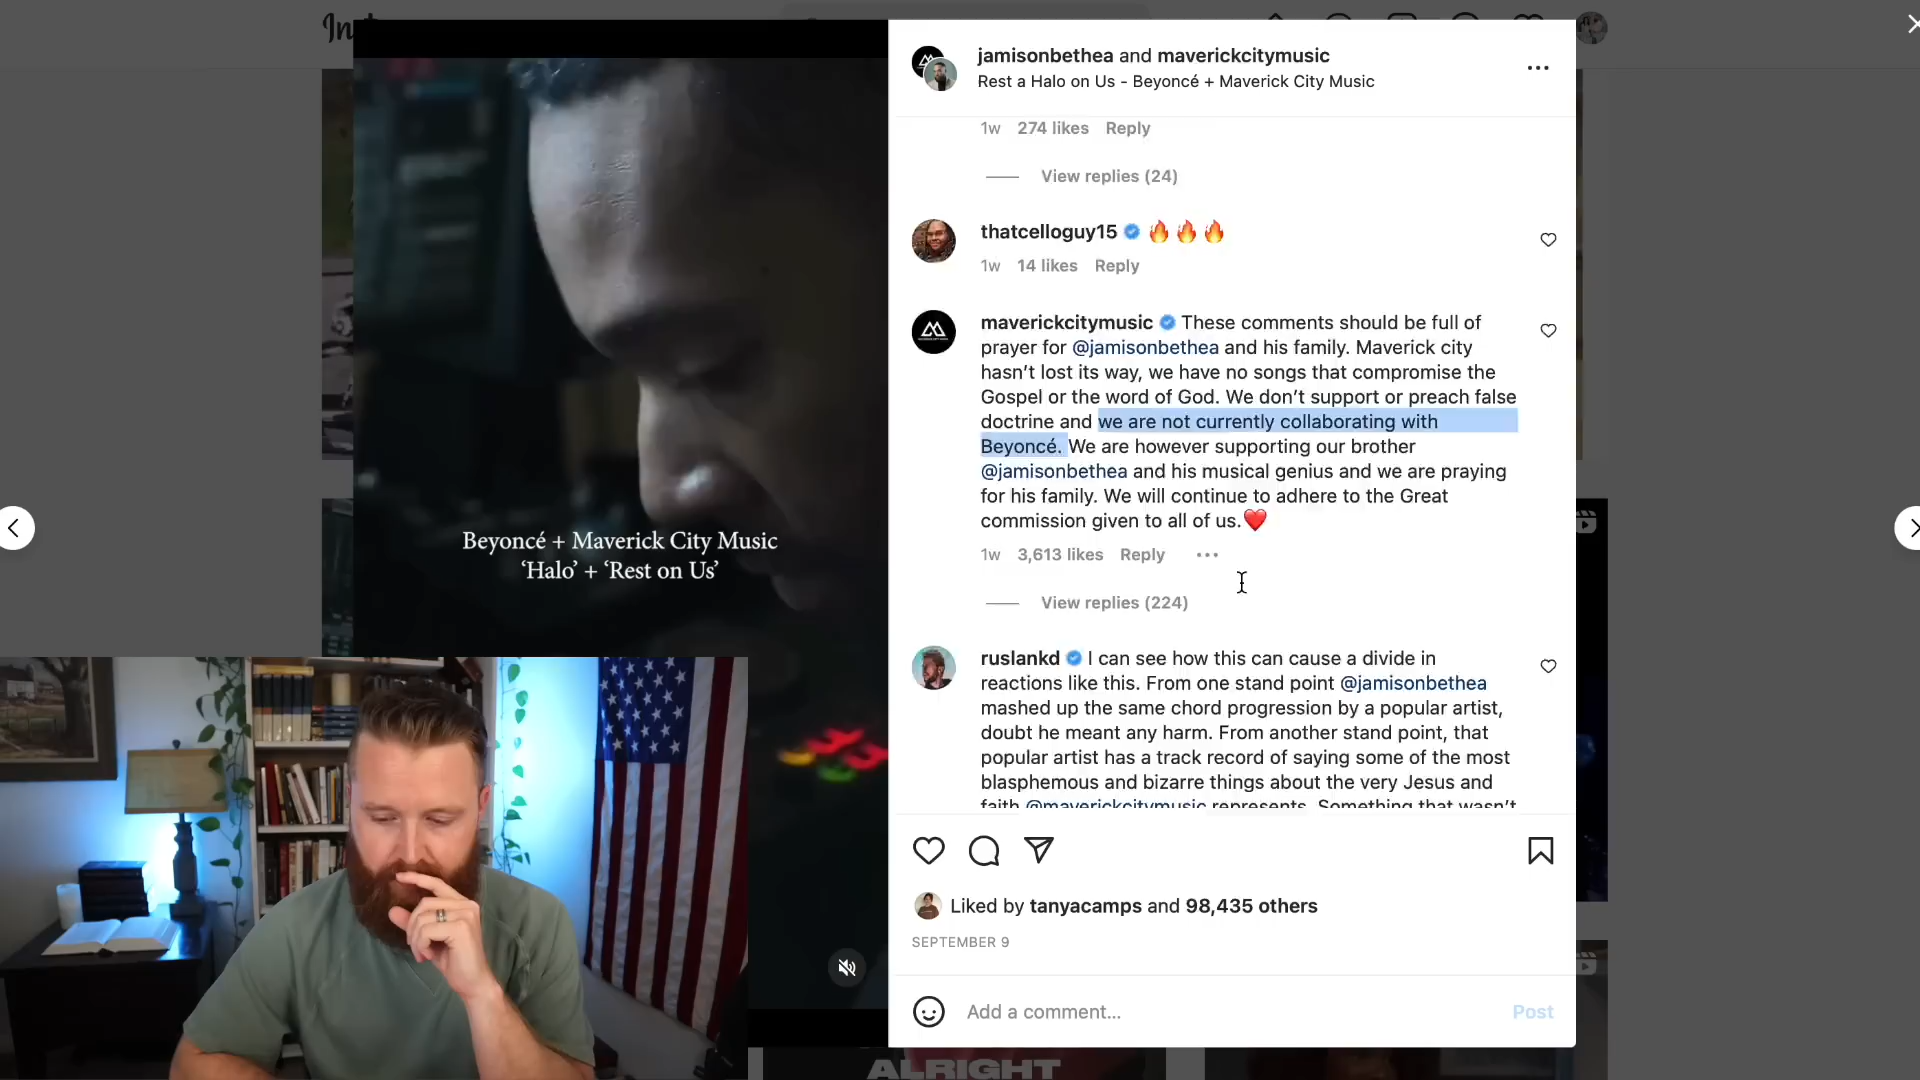 jamisonbethea and maverickcitymusic
Rest a Halo on Us - Beyoncé + Maverick City Music
1w 274 likes Reply
View replies (24)
thatcelloguy15 🔥🔥🔥
1w 14 likes Reply
maverickcitymusic These comments should be full of
prayer for @jamisonbethea and his family. Maverick city
hasn't lost its way, we have no songs that compromise the
Gospel or the word of God. We don't support or preach false
doctrine and we are not currently collaborating with
Beyoncé. We are however supporting our brother
@jamisonbethea and his musical genius and we are praying
for his family. We will continue to adhere to the Great
commission given to all of us.❤️
1w 3,613 likes Reply
View replies (224)
ruslankd I can see how this can cause a divide in
reactions like this. From one stand point @jamisonbethea
mashed up the same chord progression by a popular artist,
doubt he meant any harm. From another stand point, that
popular artist has a track record of saying some of the most
blasphemous and bizarre things about the very Jesus and
faith @maverickcitymusic represents. Something that wasn't
Liked by tanyacamps and 98,435 others
SEPTEMBER 9
Add a comment...
Post
Beyoncé + Maverick City Music
'Halo' + 'Rest on Us'
ALRIGHT